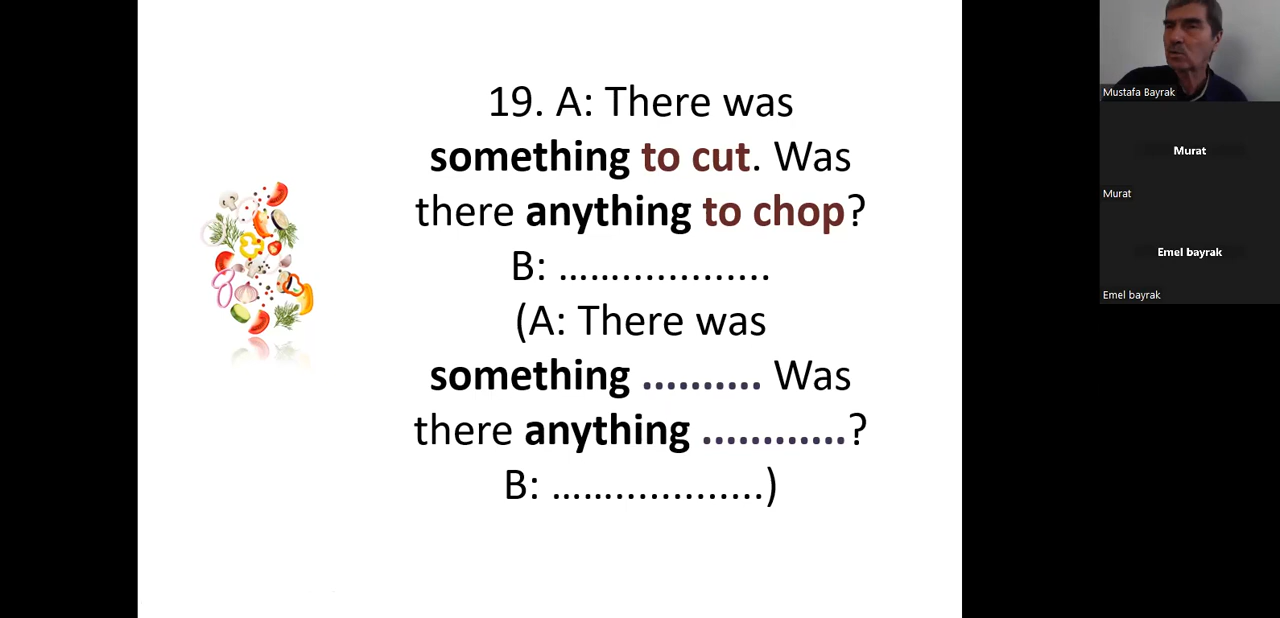 19. A: There was
something to cut. Was
there anything to chop?
B: ...................
(A: There was
something .......... Was
there anything ............?
B: ....................)
Mustafa Bayrak
Murat
Murat
Emel bayrak
Emel bayrak